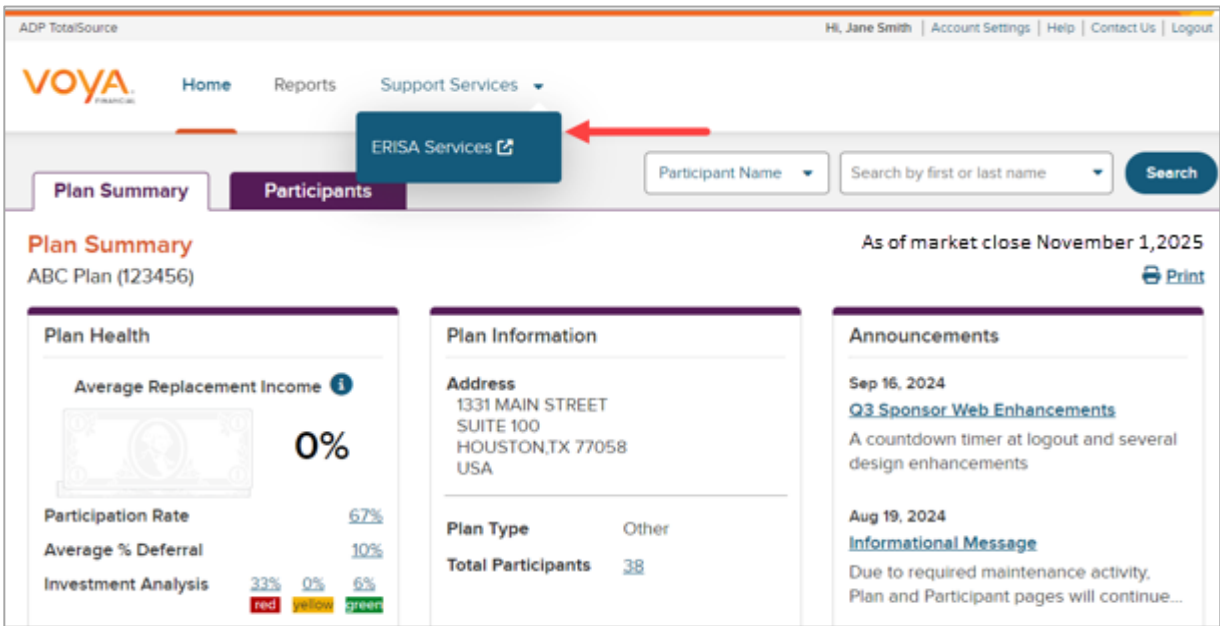 ADP TotalSource
Hi, Jane Smith | Account Settings | Help | Contact Us | Logout
VOYA
FINANCIAL
Home Reports Support Services
ERISA Services
Plan Summary Participants
Participant Name Search by first or last name Search
Plan Summary
As of market close November 1,2025
ABC Plan (123456)
Print
Plan Health
Average Replacement Income
0%
Participation Rate 67%
Average % Deferral 10%
Investment Analysis 33% 0% 6%
red yellow green
Plan Information
Address
1331 MAIN STREET
SUITE 100
HOUSTON,TX 77058
USA
Plan Type Other
Total Participants 38
Announcements
Sep 16, 2024
Q3 Sponsor Web Enhancements
A countdown timer at logout and several
design enhancements
Aug 19, 2024
Informational Message
Due to required maintenance activity,
Plan and Participant pages will continue...